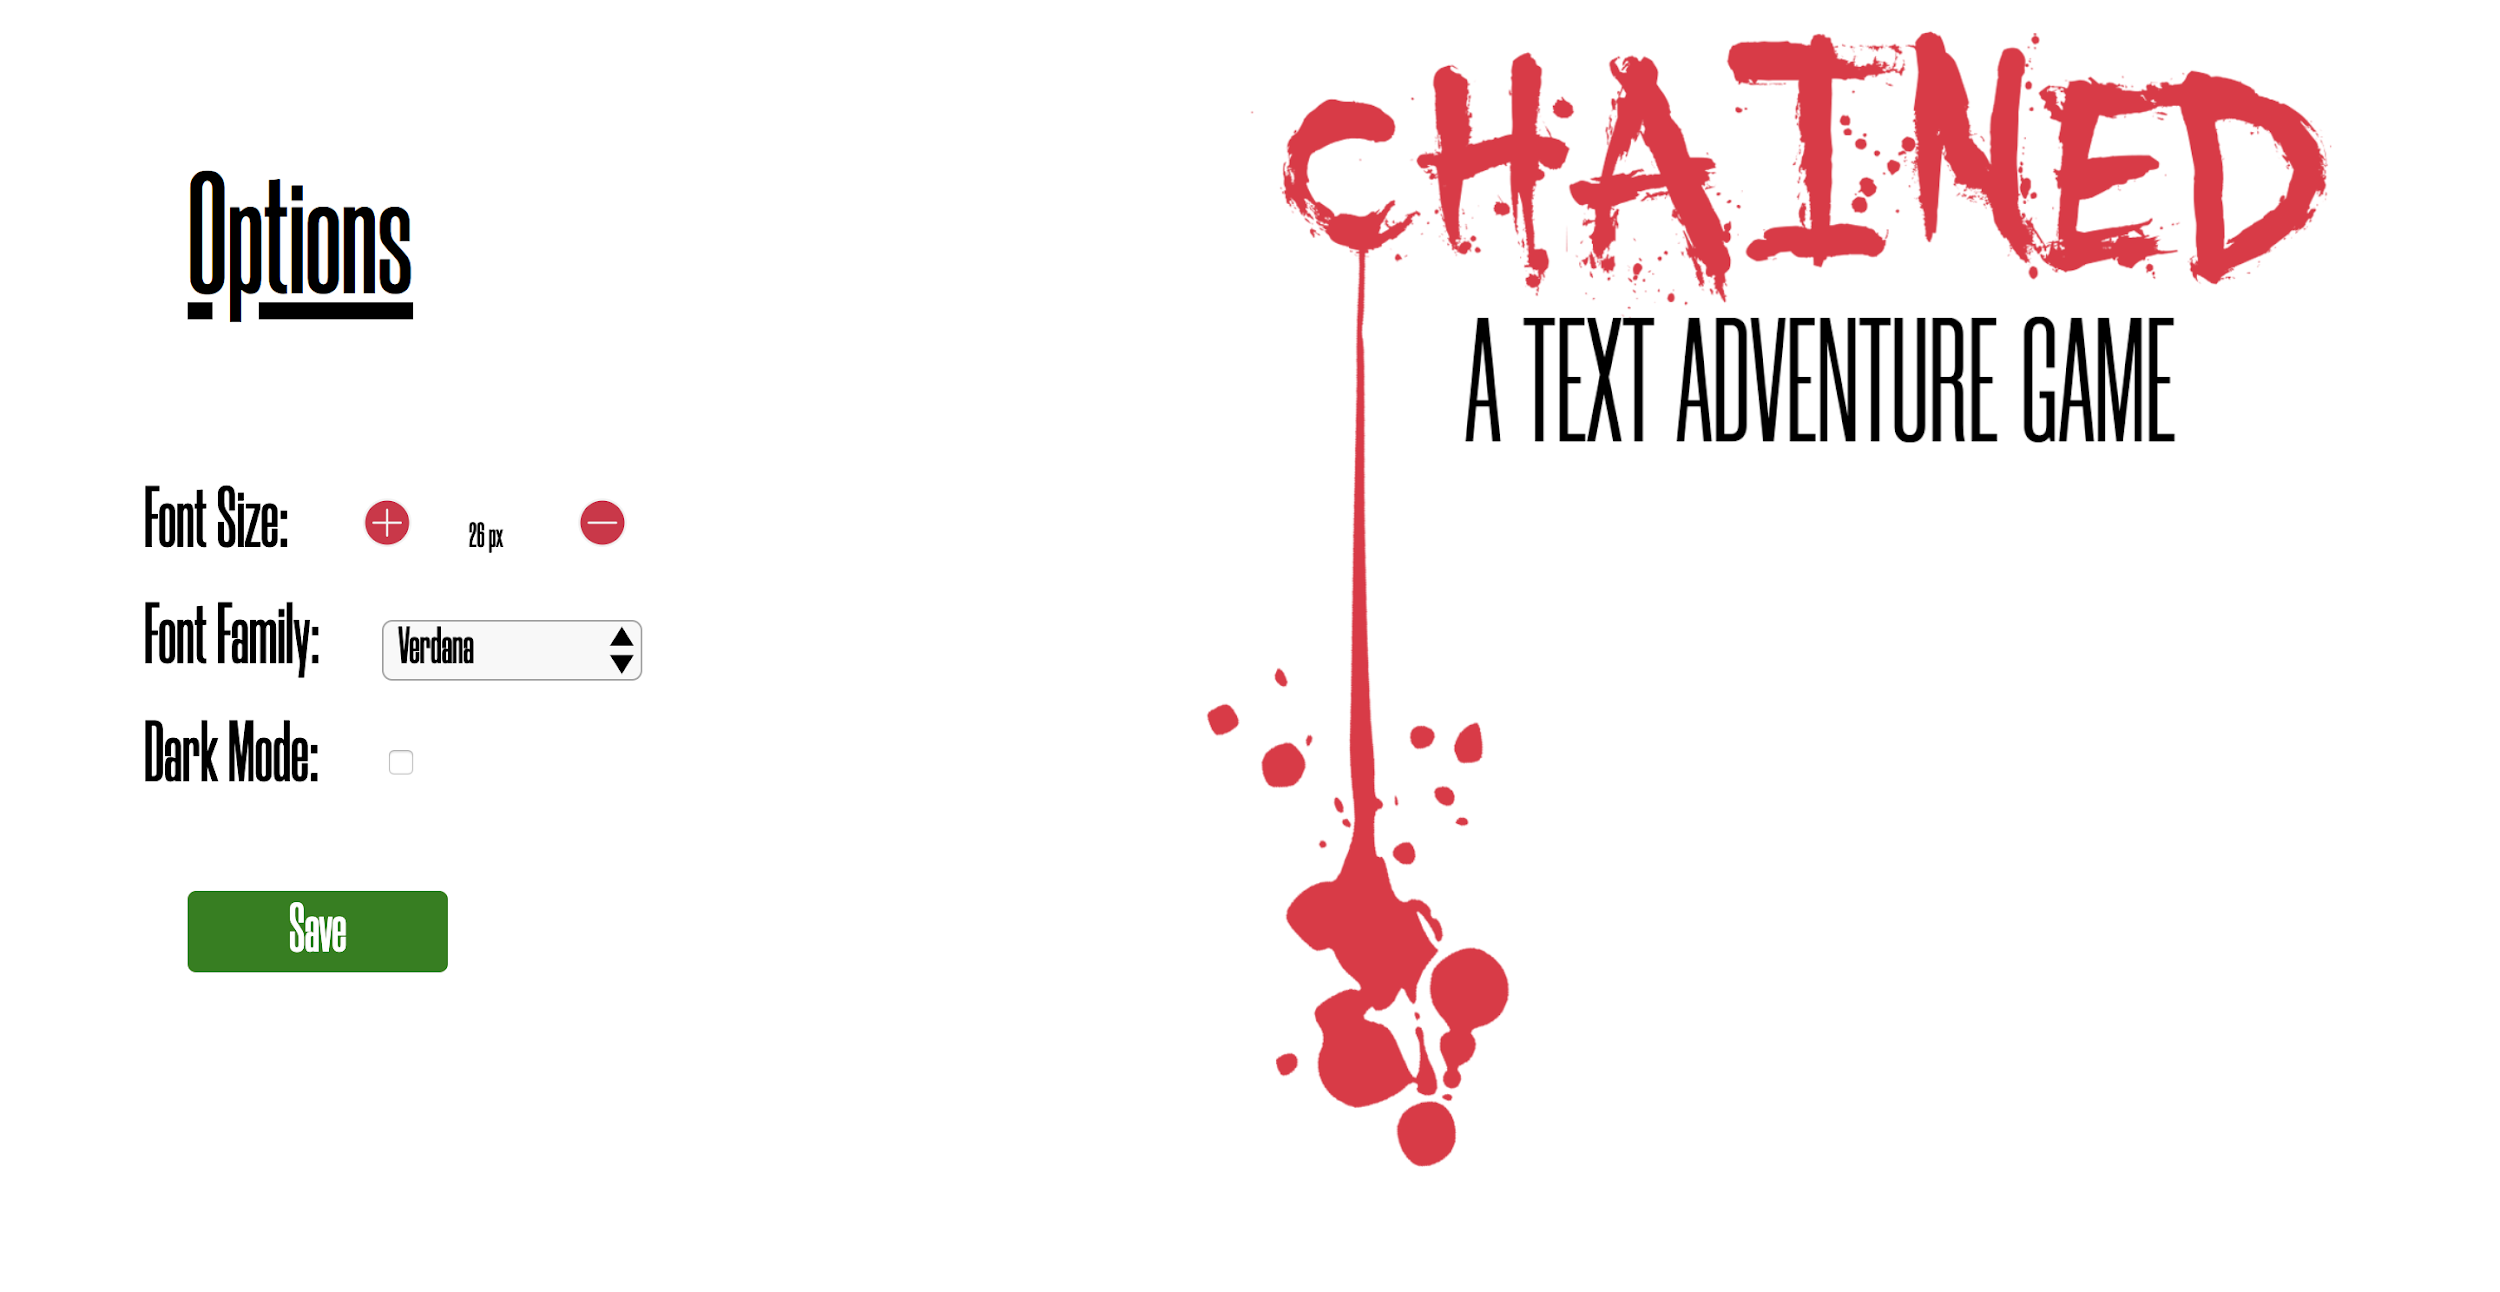 CHAINED
A TEXT ADVENTURE GAME
Options
Font Size: 26 px
Font Family: Verdana
Dark Mode:
Save